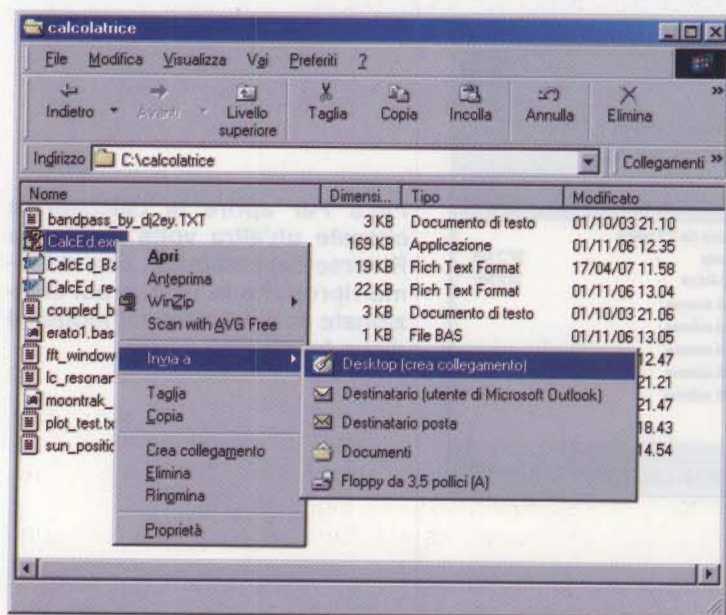 calcolatrice
File Modifica Visualizza Vai Preferiti ?
Indietro Avanti Livello superiore Taglia Copia Incolla Annulla Elimina »
Indirizzo C:\calcolatrice Collegamenti »
Nome Dimensi... Tipo Modificato
bandpass_by_dj2ey.TXT 3 KB Documento di testo 01/10/03 21.10
CalcEd.exe 169 KB Applicazione 01/11/06 12.35
CalcEd_Ba 19 KB Rich Text Format 17/04/07 11.58
CalcEd_rea 22 KB Rich Text Format 01/11/06 13.04
coupled_b 3 KB Documento di testo 01/10/03 21.06
erato1.bas 1 KB File BAS 01/11/06 13.05
fft_window 12.47
lc_resonar 21.21
moontrak_ 21.47
plot_test.tx 18.43
sun_positic 14.54
Apri
Anteprima
WinZip
Scan with AVG Free
Invia a
Taglia
Copia
Crea collegamento
Elimina
Rinomina
Proprietà
Desktop (crea collegamento)
Destinatario (utente di Microsoft Outlook)
Destinatario posta
Documenti
Floppy da 3,5 pollici (A)